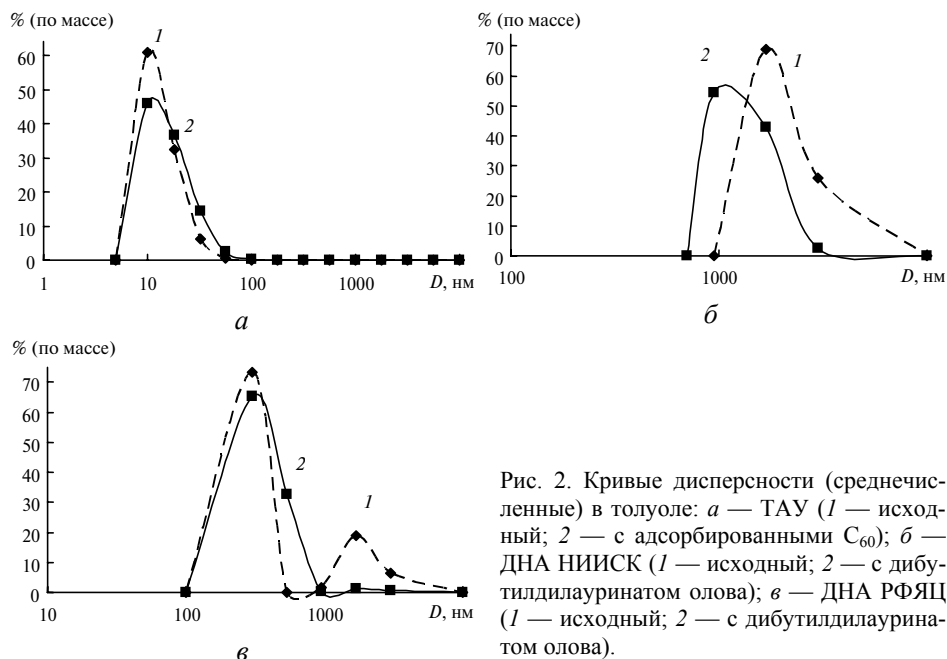 % (по массе)
% (по массе)
1
60
50
40
30
20
10
0
2
1
10
100
1000
D, нм
а
70
60
50
40
30
20
10
0
2
1
100
1000
D, нм
б
% (по массе)
70
60
50
40
30
20
10
0
2
1
10
100
1000
D, нм
в
Рис. 2. Кривые дисперсности (среднечис-
ленные) в толуоле: а — ТАУ (1 — исход-
ный; 2 — с адсорбированными C₆₀); б —
ДНА НИИСК (1 — исходный; 2 — с дибу-
тилдилауринатом олова); в — ДНА РФЯЦ
(1 — исходный; 2 — с дибутилдилаурина-
том олова).